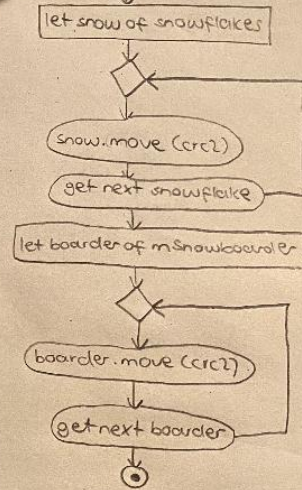 let snow of snowflakes
snow.move (crc2)
get next snowflake
let boarder of mSnowboarder
boarder.move (crc2)
get next boarder